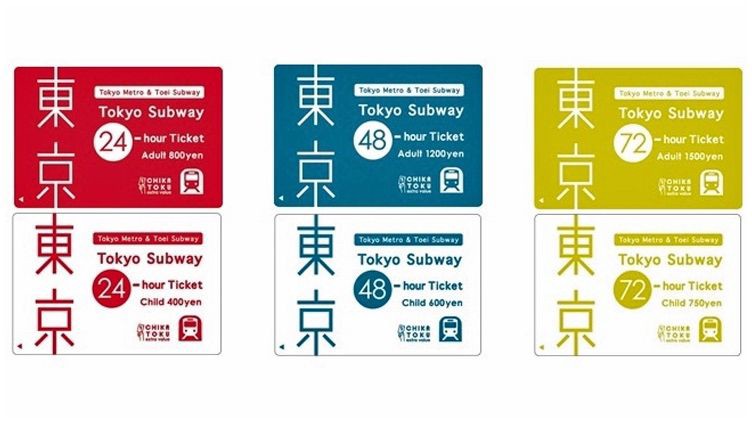 東京
Tokyo Metro & Toei Subway
Tokyo Subway
24-hour Ticket
Adult 800yen
CHIKA
TOKU
extra value
東京
Tokyo Metro & Toei Subway
Tokyo Subway
48-hour Ticket
Adult 1200yen
CHIKA
TOKU
extra value
東京
Tokyo Metro & Toei Subway
Tokyo Subway
72-hour Ticket
Adult 1500yen
CHIKA
TOKU
extra value
東京
Tokyo Metro & Toei Subway
Tokyo Subway
24-hour Ticket
Child 400yen
CHIKA
TOKU
extra value
東京
Tokyo Metro & Toei Subway
Tokyo Subway
48-hour Ticket
Child 600yen
CHIKA
TOKU
extra value
東京
Tokyo Metro & Toei Subway
Tokyo Subway
72-hour Ticket
Child 750yen
CHIKA
TOKU
extra value